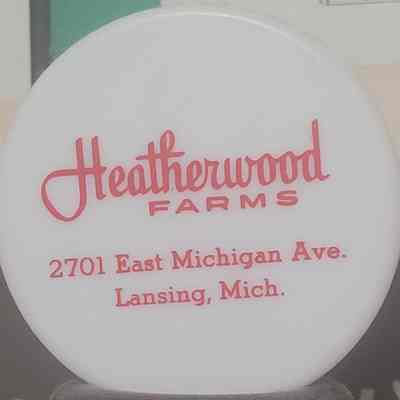 Heatherwood
FARMS
2701 East Michigan Ave.
Lansing, Mich.